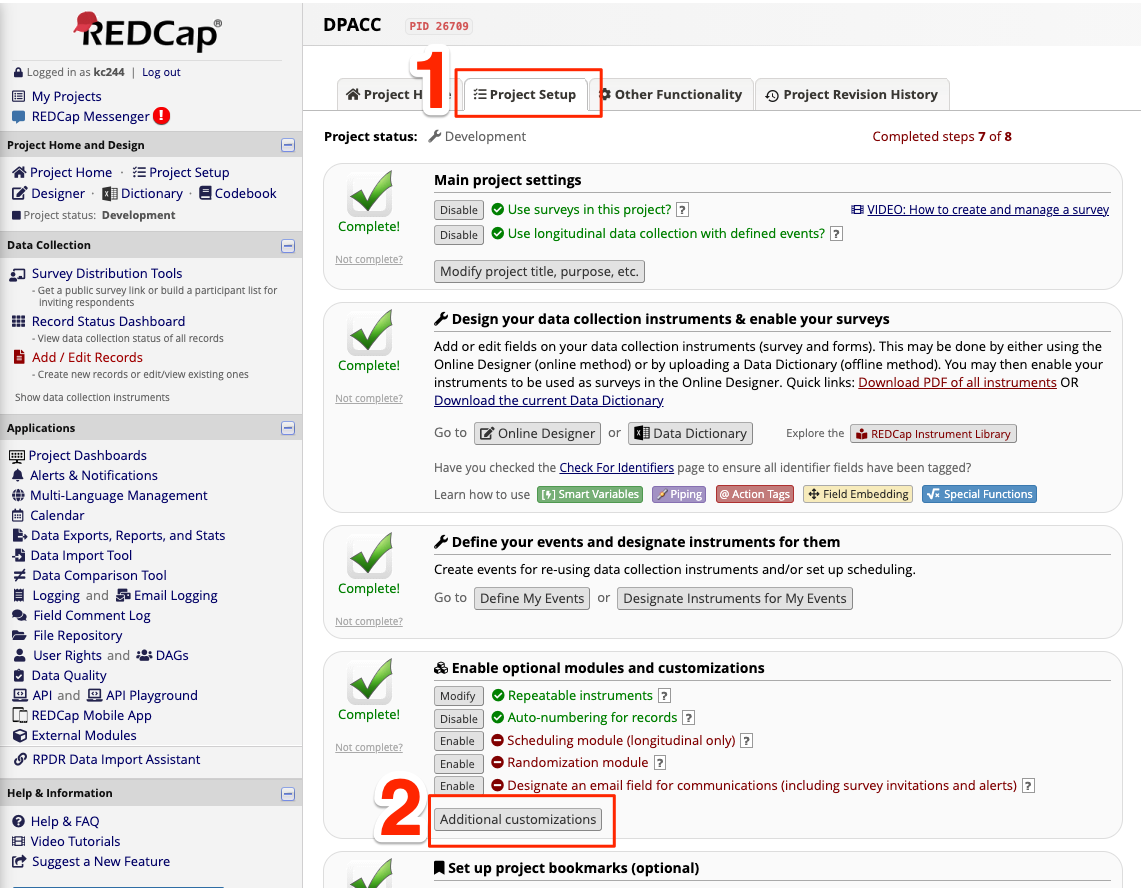 REDCap®
Logged in as kc244 | Log out
My Projects
REDCap Messenger !
Project Home and Design
Project Home · Project Setup
Designer · Dictionary · Codebook
Project status: Development
Data Collection
Survey Distribution Tools
- Get a public survey link or build a participant list for
inviting respondents
Record Status Dashboard
- View data collection status of all records
Add / Edit Records
- Create new records or edit/view existing ones
Show data collection instruments
Applications
Project Dashboards
Alerts & Notifications
Multi-Language Management
Calendar
Data Exports, Reports, and Stats
Data Import Tool
Data Comparison Tool
Logging and Email Logging
Field Comment Log
File Repository
User Rights and DAGs
Data Quality
API and API Playground
REDCap Mobile App
External Modules
RPDR Data Import Assistant
Help & Information
Help & FAQ
Video Tutorials
Suggest a New Feature
DPACC PID 26709
1
Project H Project Setup Other Functionality Project Revision History
Project status: Development Completed steps 7 of 8
Complete!
Not complete?
Main project settings
Disable Use surveys in this project? ? VIDEO: How to create and manage a survey
Disable Use longitudinal data collection with defined events? ?
Modify project title, purpose, etc.
Complete!
Not complete?
Design your data collection instruments & enable your surveys
Add or edit fields on your data collection instruments (survey and forms). This may be done by either using the
Online Designer (online method) or by uploading a Data Dictionary (offline method). You may then enable your
instruments to be used as surveys in the Online Designer. Quick links: Download PDF of all instruments OR
Download the current Data Dictionary
Go to Online Designer or Data Dictionary Explore the REDCap Instrument Library
Have you checked the Check For Identifiers page to ensure all identifier fields have been tagged?
Learn how to use Smart Variables Piping @ Action Tags Field Embedding Special Functions
Complete!
Not complete?
Define your events and designate instruments for them
Create events for re-using data collection instruments and/or set up scheduling.
Go to Define My Events or Designate Instruments for My Events
Complete!
Not complete?
Enable optional modules and customizations
Modify Repeatable instruments ?
Disable Auto-numbering for records ?
Enable Scheduling module (longitudinal only) ?
Enable Randomization module ?
Enable Designate an email field for communications (including survey invitations and alerts) ?
2
Additional customizations
Set up project bookmarks (optional)